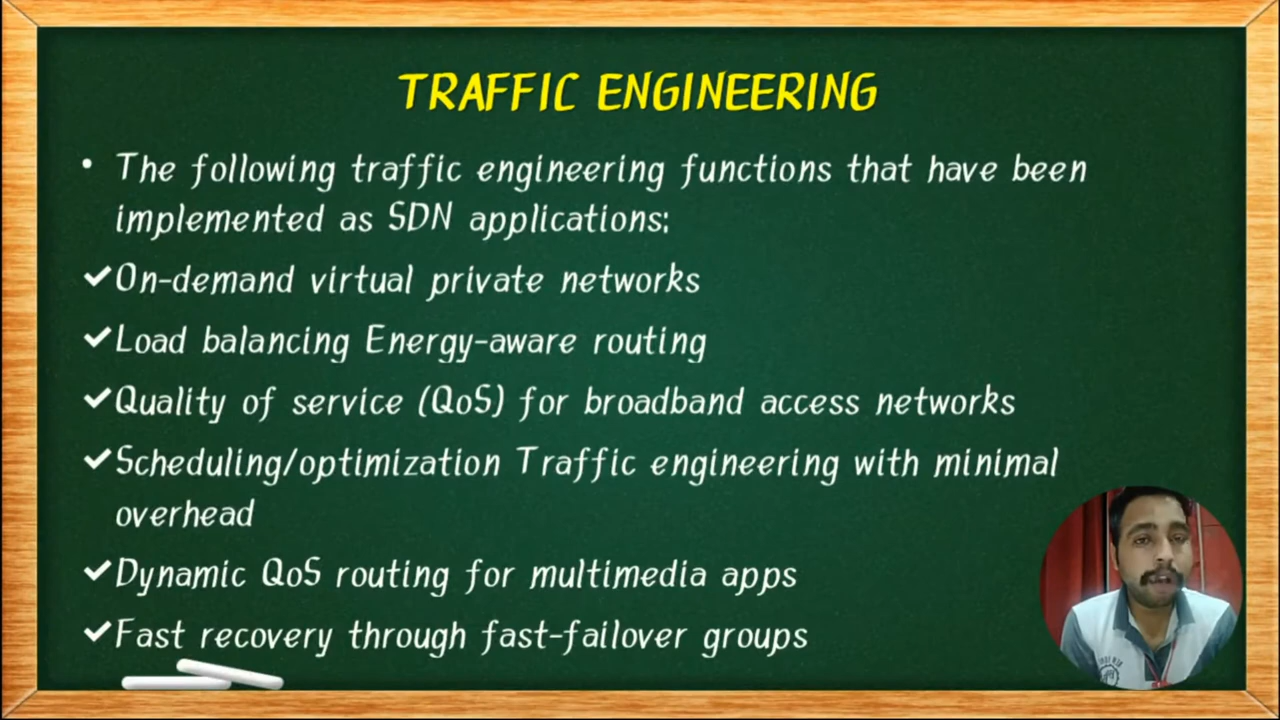 TRAFFIC ENGINEERING
• The following traffic engineering functions that have been
implemented as SDN applications:
✔On-demand virtual private networks
✔Load balancing Energy-aware routing
✔Quality of service (QoS) for broadband access networks
✔Scheduling/optimization Traffic engineering with minimal
overhead
✔Dynamic QoS routing for multimedia apps
✔Fast recovery through fast-failover groups